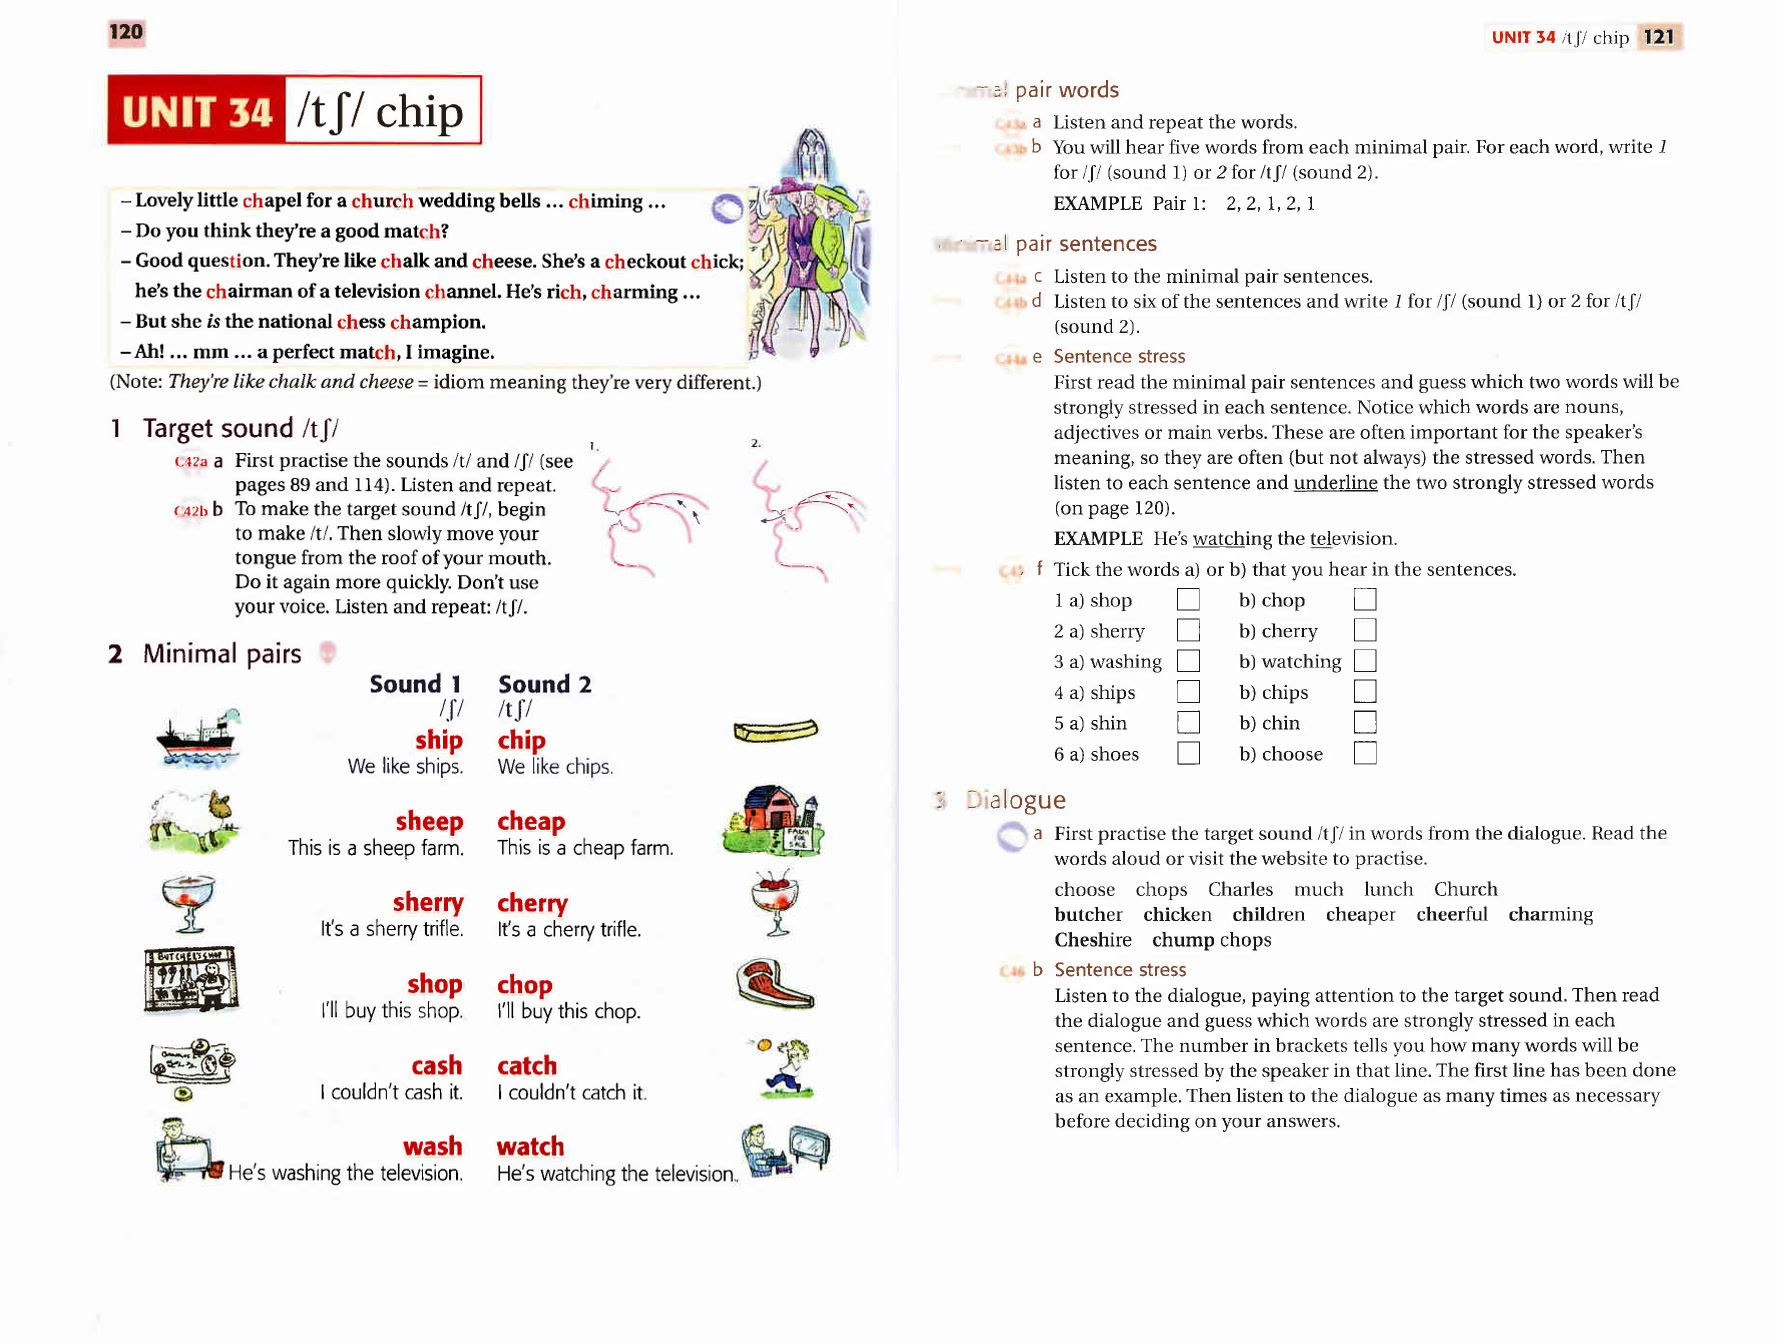 120
UNIT 34 /tʃ/ chip
– Lovely little chapel for a church wedding bells ... chiming ...
– Do you think they're a good match?
– Good question. They're like chalk and cheese. She's a checkout chick;
he's the chairman of a television channel. He's rich, charming ...
– But she is the national chess champion.
– Ah! ... mm ... a perfect match, I imagine.
(Note: They're like chalk and cheese = idiom meaning they're very different.)
1 Target sound /tʃ/
C42a a First practise the sounds /t/ and /ʃ/ (see
pages 89 and 114). Listen and repeat.
C42b b To make the target sound /tʃ/, begin
to make /t/. Then slowly move your
tongue from the roof of your mouth.
Do it again more quickly. Don't use
your voice. Listen and repeat: /tʃ/.
1. 2.
2 Minimal pairs
Sound 1 Sound 2
/ʃ/ /tʃ/
ship chip
We like ships. We like chips.
sheep cheap
This is a sheep farm. This is a cheap farm.
FARM
FOR
SALE
sherry cherry
It's a sherry trifle. It's a cherry trifle.
BUTCHER'S SHOP
shop chop
I'll buy this shop. I'll buy this chop.
cash catch
I couldn't cash it. I couldn't catch it.
wash watch
He's washing the television. He's watching the television.
UNIT 34 /tʃ/ chip 121
pair words
C43a a Listen and repeat the words.
C43b b You will hear five words from each minimal pair. For each word, write 1
for /ʃ/ (sound 1) or 2 for /tʃ/ (sound 2).
EXAMPLE Pair 1: 2, 2, 1, 2, 1
Minimal pair sentences
C44a c Listen to the minimal pair sentences.
C44b d Listen to six of the sentences and write 1 for /ʃ/ (sound 1) or 2 for /tʃ/
(sound 2).
C44a e Sentence stress
First read the minimal pair sentences and guess which two words will be
strongly stressed in each sentence. Notice which words are nouns,
adjectives or main verbs. These are often important for the speaker's
meaning, so they are often (but not always) the stressed words. Then
listen to each sentence and underline the two strongly stressed words
(on page 120).
EXAMPLE He's watching the television.
C45 f Tick the words a) or b) that you hear in the sentences.
1 a) shop b) chop
2 a) sherry b) cherry
3 a) washing b) watching
4 a) ships b) chips
5 a) shin b) chin
6 a) shoes b) choose
3 Dialogue
a First practise the target sound /tʃ/ in words from the dialogue. Read the
words aloud or visit the website to practise.
choose chops Charles much lunch Church
butcher chicken children cheaper cheerful charming
Cheshire chump chops
C46 b Sentence stress
Listen to the dialogue, paying attention to the target sound. Then read
the dialogue and guess which words are strongly stressed in each
sentence. The number in brackets tells you how many words will be
strongly stressed by the speaker in that line. The first line has been done
as an example. Then listen to the dialogue as many times as necessary
before deciding on your answers.